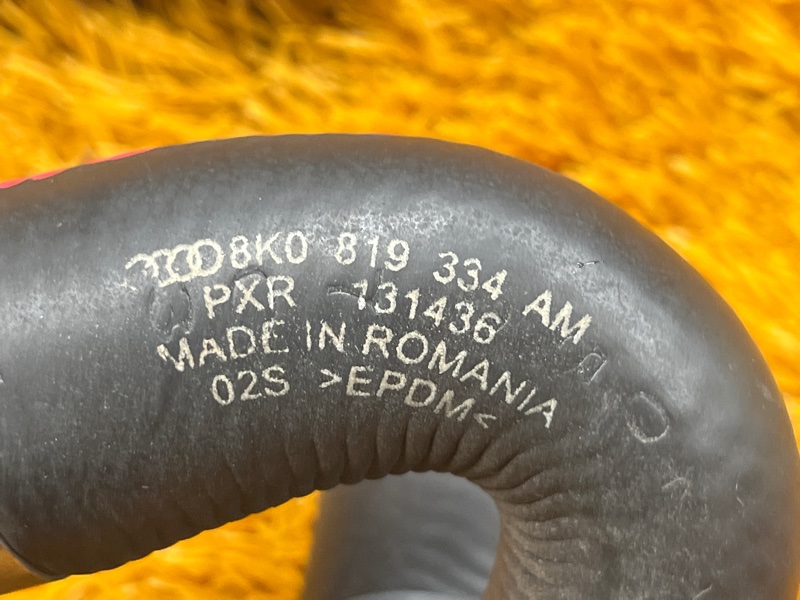 8K0 819 334 AM
PXR 131436
MADE IN ROMANIA
02S >EPDM<